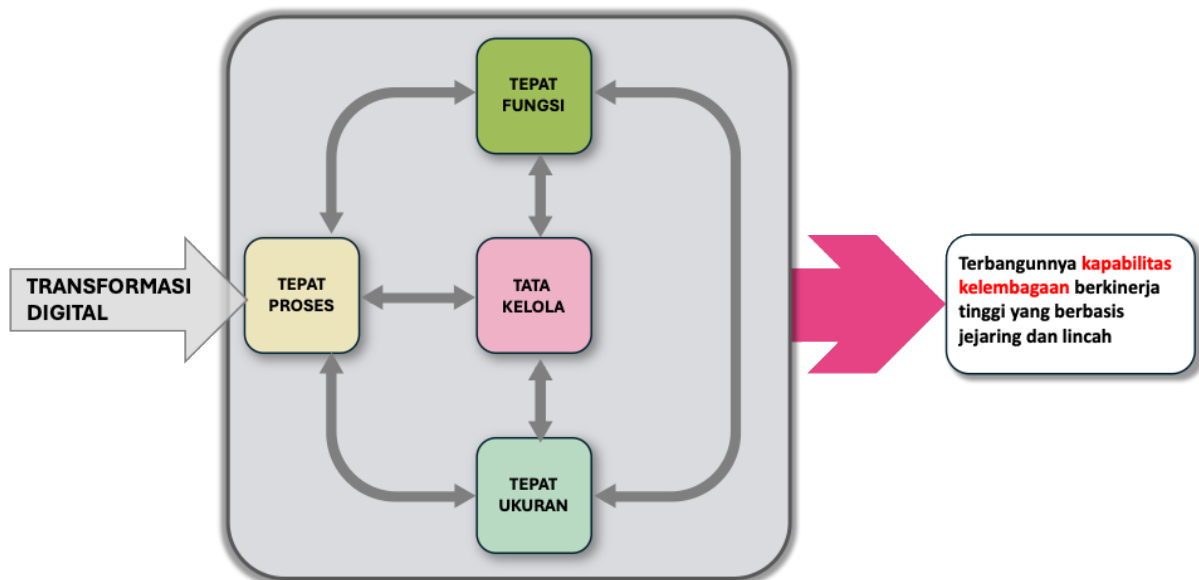 TRANSFORMASI
DIGITAL
TEPAT
FUNGSI
TEPAT
PROSES
TATA
KELOLA
TEPAT
UKURAN
Terbangunnya kapabilitas
kelembagaan berkinerja
tinggi yang berbasis
jejaring dan lincah